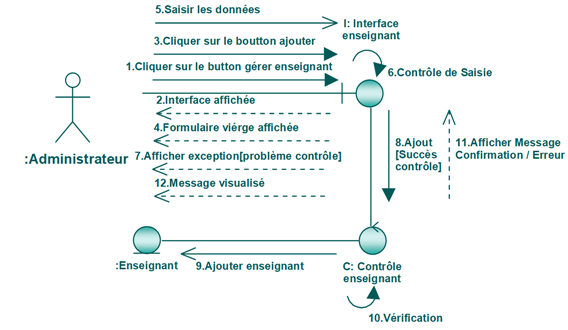 5.Saisir les données
I: Interface
enseignant
3.Cliquer sur le boutton ajouter
1.Cliquer sur le button gérer enseignant
6.Contrôle de Saisie
2.Interface affichée
4.Formulaire viérge affichée
:Administrateur
7.Afficher exception[problème contrôle]
8.Ajout
[Succès
contrôle]
11.Afficher Message
Confirmation / Erreur
12.Message visualisé
:Enseignant
9.Ajouter enseignant
C: Contrôle
enseignant
10.Vérification